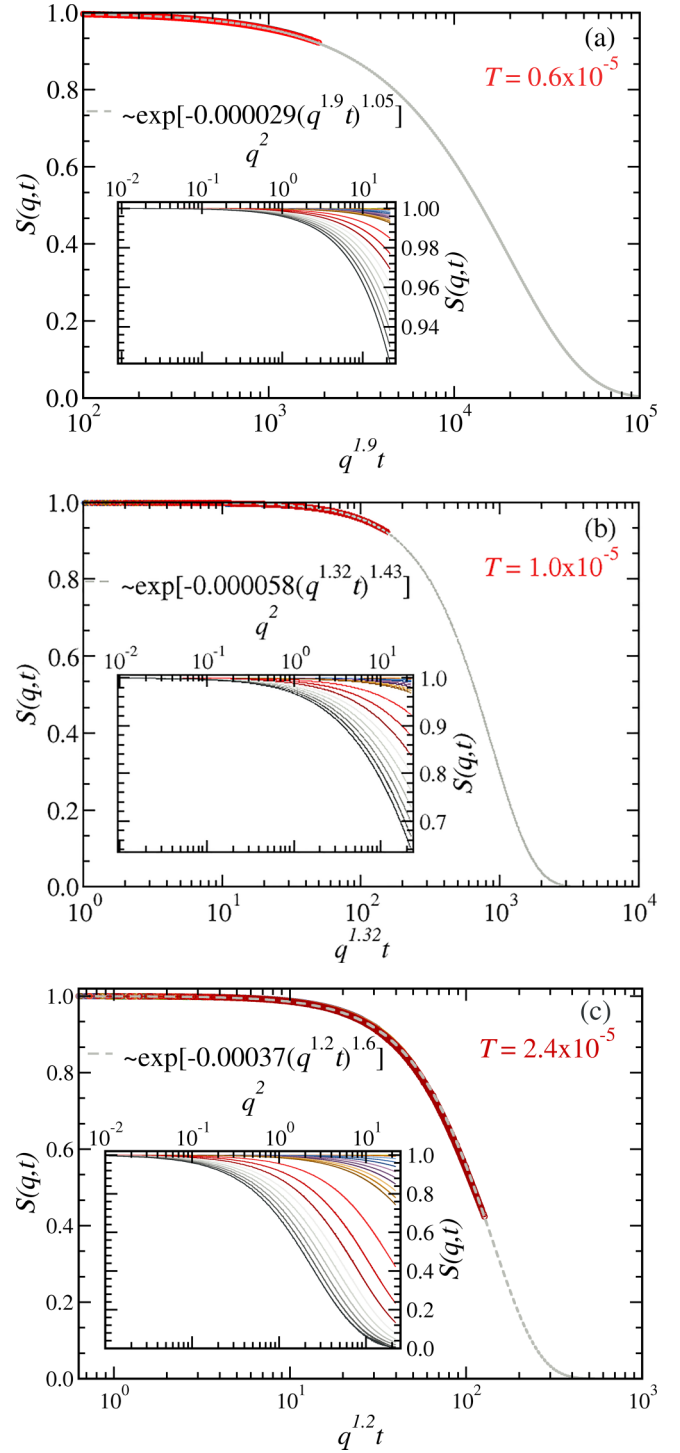 (a)
T = 0.6x10^-5
~exp[-0.000029(q^1.9 t)^1.05]
q^2
10^-2 10^-1 10^0 10^1
1.00
0.98
0.96
0.94
S(q,t)
1.0
0.8
0.6
0.4
0.2
0.0
S(q,t)
10^2 10^3 10^4 10^5
q^1.9 t
(b)
T = 1.0x10^-5
~exp[-0.000058(q^1.32 t)^1.43]
q^2
10^-2 10^-1 10^0 10^1
1.0
0.9
0.8
0.7
S(q,t)
1.0
0.8
0.6
0.4
0.2
0.0
S(q,t)
10^0 10^1 10^2 10^3 10^4
q^1.32 t
(c)
T = 2.4x10^-5
~exp[-0.00037(q^1.2 t)^1.6]
q^2
10^-2 10^-1 10^0 10^1
1.0
0.8
0.6
0.4
0.2
0.0
S(q,t)
1.0
0.8
0.6
0.4
0.2
0.0
S(q,t)
10^0 10^1 10^2 10^3
q^1.2 t